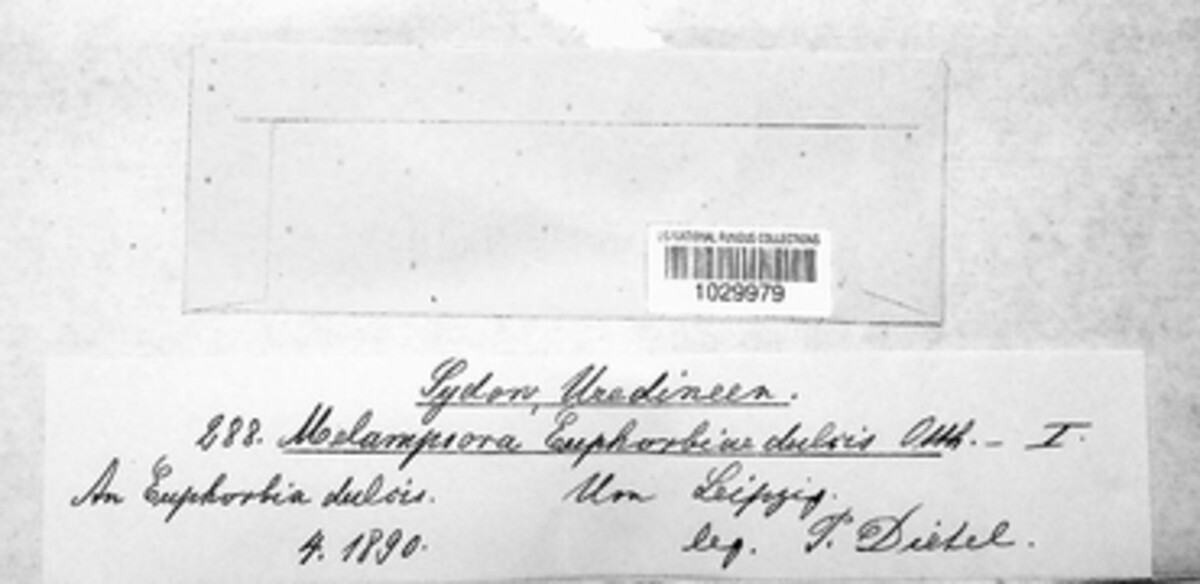 US NATIONAL FUNGUS COLLECTIONS
1029979
Sydow, Uredineen.
288. Melampsora Euphorbiae dulcis Otth. – I.
An Euphorbia dulcis. Um Leipzig.
4. 1890. leg. P. Dietel.